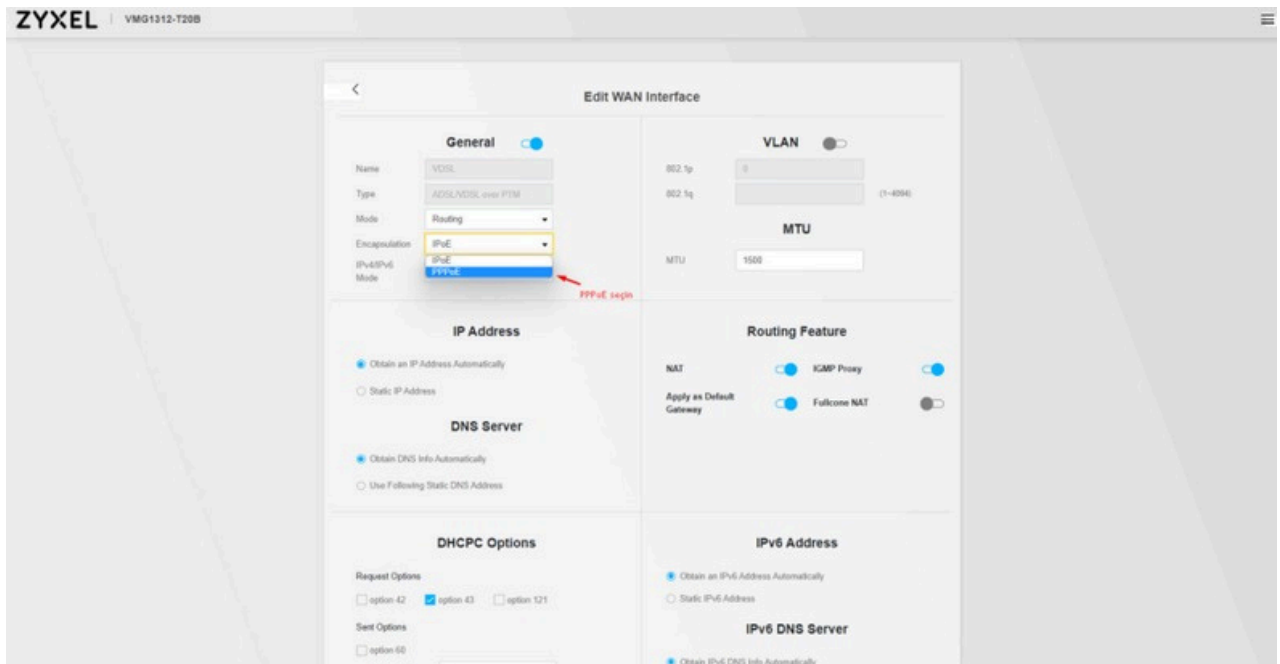 ZYXEL VMG1312-T20B
Edit WAN Interface
General
Name VDSL
Type ADSL/VDSL over PTM
Mode Routing
Encapsulation IPoE
IPoE
PPPoE
IPv4/IPv6
Mode
PPPoE seçin
VLAN
802.1p 0
802.1q (1~4094)
MTU
MTU 1500
IP Address
Obtain an IP Address Automatically
Static IP Address
DNS Server
Obtain DNS Info Automatically
Use Following Static DNS Address
Routing Feature
NAT IGMP Proxy
Apply as Default
Gateway
Fullcone NAT
DHCPC Options
Request Options
option 42 option 43 option 121
Sent Options
option 60
IPv6 Address
Obtain an IPv6 Address Automatically
Static IPv6 Address
IPv6 DNS Server
Obtain IPv6 DNS Info Automatically